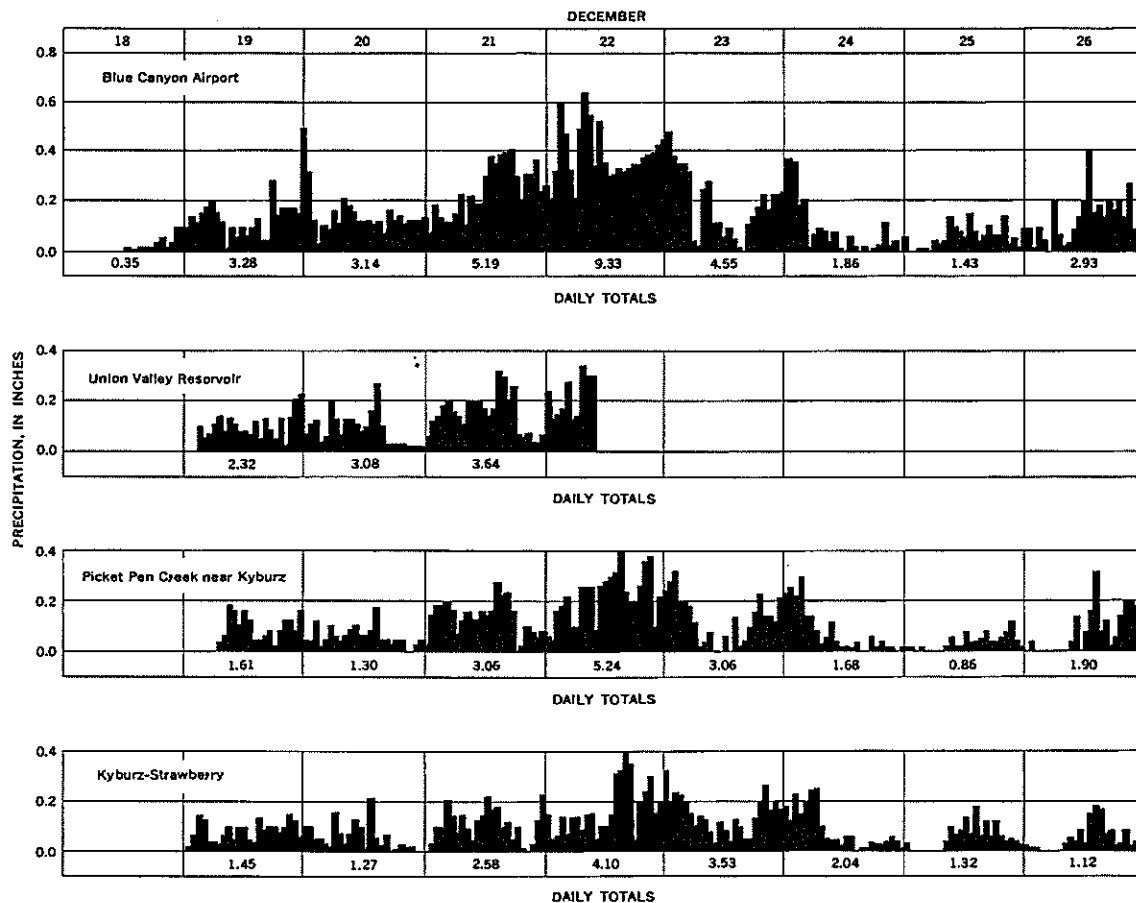 DECEMBER
18 19 20 21 22 23 24 25 26
0.8
Blue Canyon Airport
0.6
0.4
0.2
0.0
0.35 3.28 3.14 5.19 9.33 4.55 1.86 1.43 2.93
DAILY TOTALS
PRECIPITATION, IN INCHES
0.4
Union Valley Reservoir
0.2
0.0
2.32 3.08 3.64
DAILY TOTALS
0.4
Picket Pen Creek near Kyburz
0.2
0.0
1.61 1.30 3.06 5.24 3.06 1.68 0.86 1.90
DAILY TOTALS
0.4
Kyburz-Strawberry
0.2
0.0
1.45 1.27 2.58 4.10 3.53 2.04 1.32 1.12
DAILY TOTALS